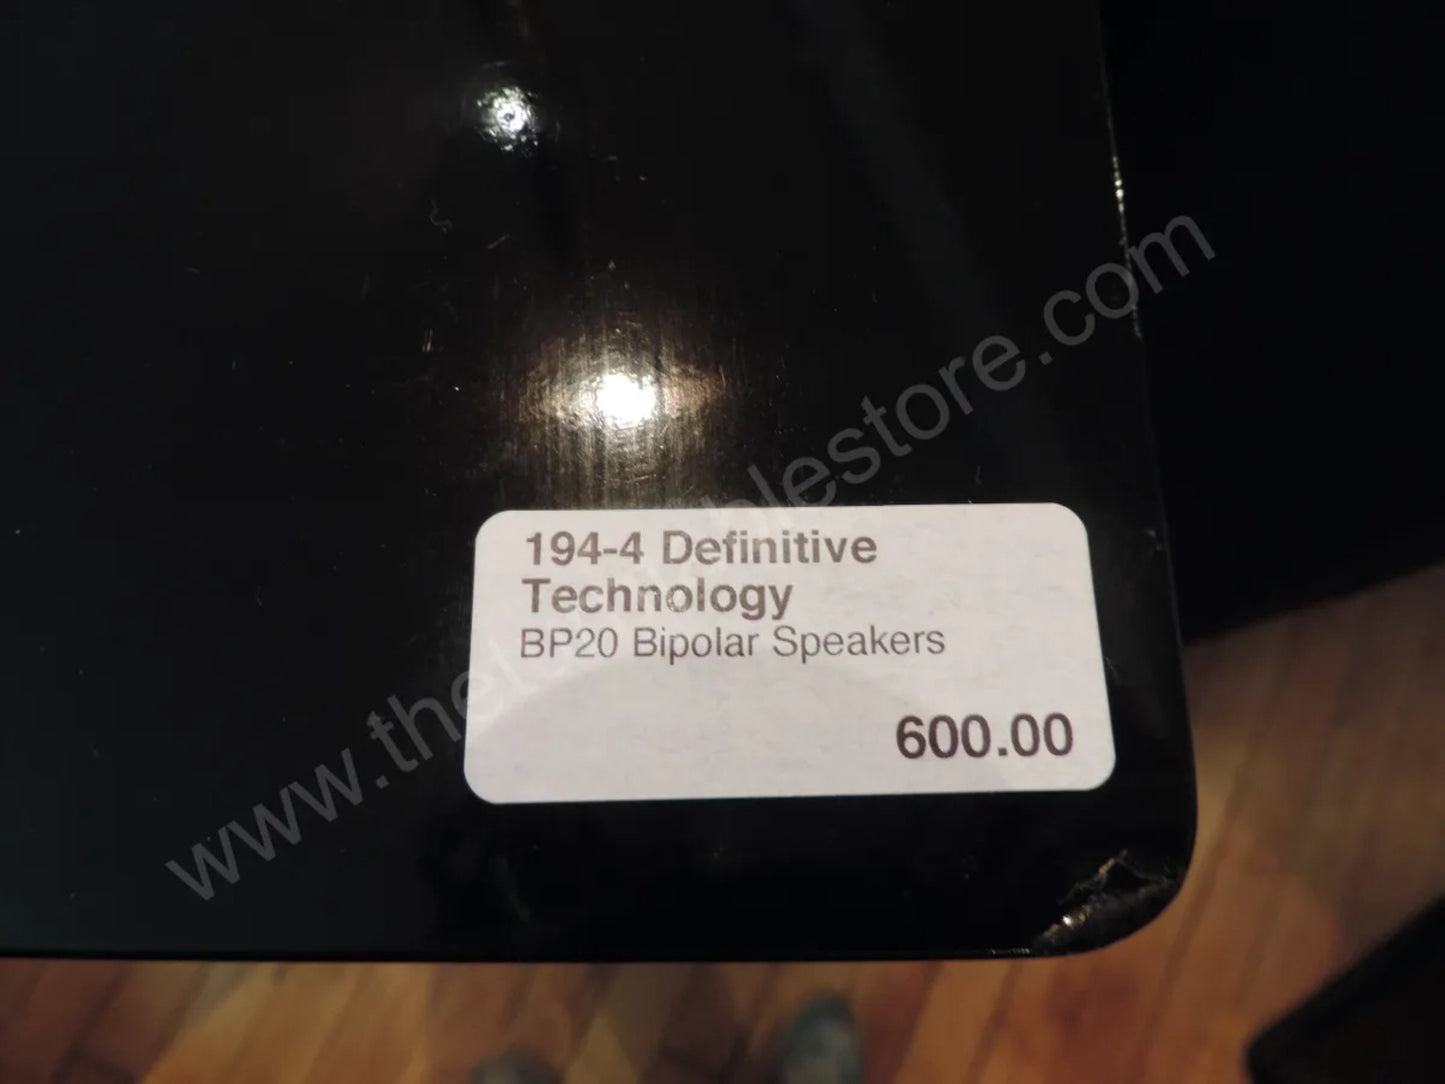 194-4 Definitive
Technology
BP20 Bipolar Speakers
600.00